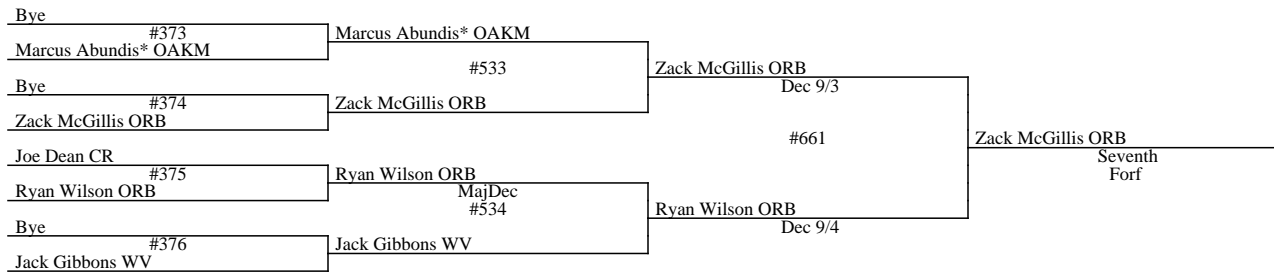 Bye
#373
Marcus Abundis* OAKM
Marcus Abundis* OAKM
#533
Bye
#374
Zack McGillis ORB
Zack McGillis ORB
Zack McGillis ORB
Dec 9/3
#661
Joe Dean CR
#375
Ryan Wilson ORB
Ryan Wilson ORB
MajDec
#534
Bye
#376
Jack Gibbons WV
Jack Gibbons WV
Ryan Wilson ORB
Dec 9/4
Zack McGillis ORB
Seventh
Forf